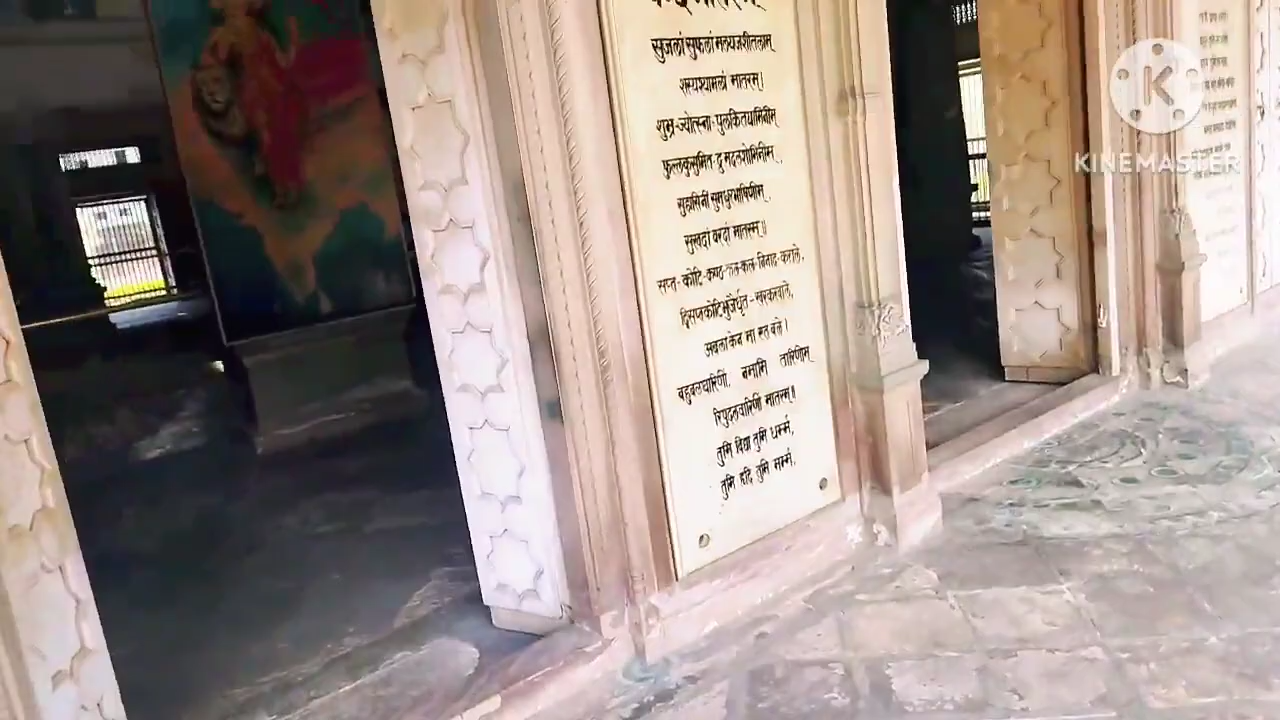 सुजलां सुफलां मलयजशीतलाम्
शस्यश्यामलां मातरम्।
शुभ्र-ज्योत्स्ना-पुलकितयामिनीम्
फुल्लकुसुमित-द्रुमदलशोभिनीम्,
सुहासिनीं सुमधुरभाषिणीम्,
सुखदां वरदां मातरम्॥
सप्त-कोटि-कण्ठ-कल-कल-निनाद-कराले,
द्विसप्तकोटिभुजैर्धृत-खरकरवाले,
अबला केन मा एत बले।
बहुबलधारिणीं, नमामि तारिणीम्
रिपुदलवारिणीं मातरम्॥
तुमि विद्या तुमि धर्म्म,
तुमि हृदि तुमि मर्म्म,
K
KINEMASTER